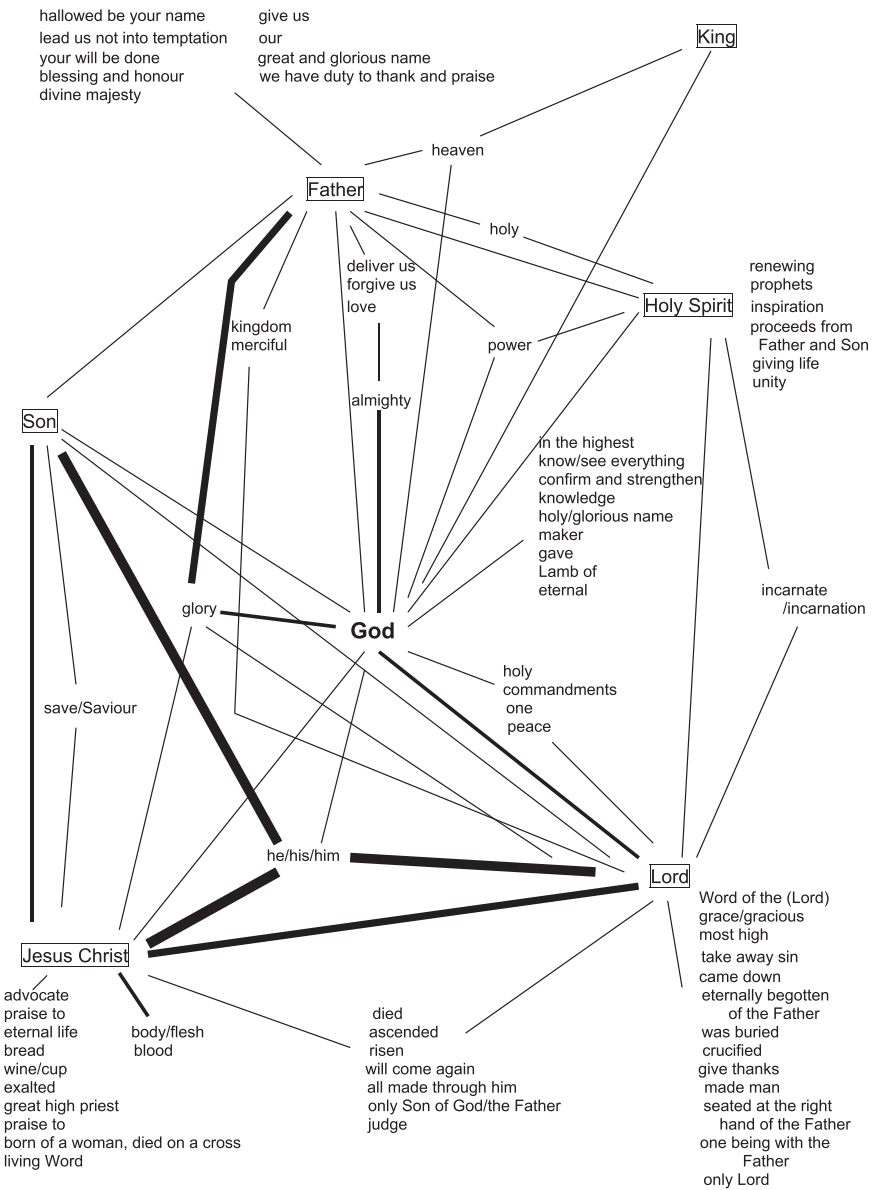 hallowed be your name
lead us not into temptation
your will be done
blessing and honour
divine majesty
give us
our
great and glorious name
we have duty to thank and praise
King
heaven
Father
holy
deliver us
forgive us
love
renewing
prophets
inspiration
proceeds from
Father and Son
giving life
unity
Holy Spirit
kingdom
merciful
power
almighty
Son
in the highest
know/see everything
confirm and strengthen
knowledge
holy/glorious name
maker
gave
Lamb of
eternal
incarnate
/incarnation
glory
God
holy
commandments
one
peace
save/Saviour
he/his/him
Lord
Word of the (Lord)
grace/gracious
most high
take away sin
came down
eternally begotten
of the Father
was buried
crucified
give thanks
made man
seated at the right
hand of the Father
one being with the
Father
only Lord
Jesus Christ
advocate
praise to
eternal life
bread
wine/cup
exalted
great high priest
praise to
born of a woman, died on a cross
living Word
body/flesh
blood
died
ascended
risen
will come again
all made through him
only Son of God/the Father
judge